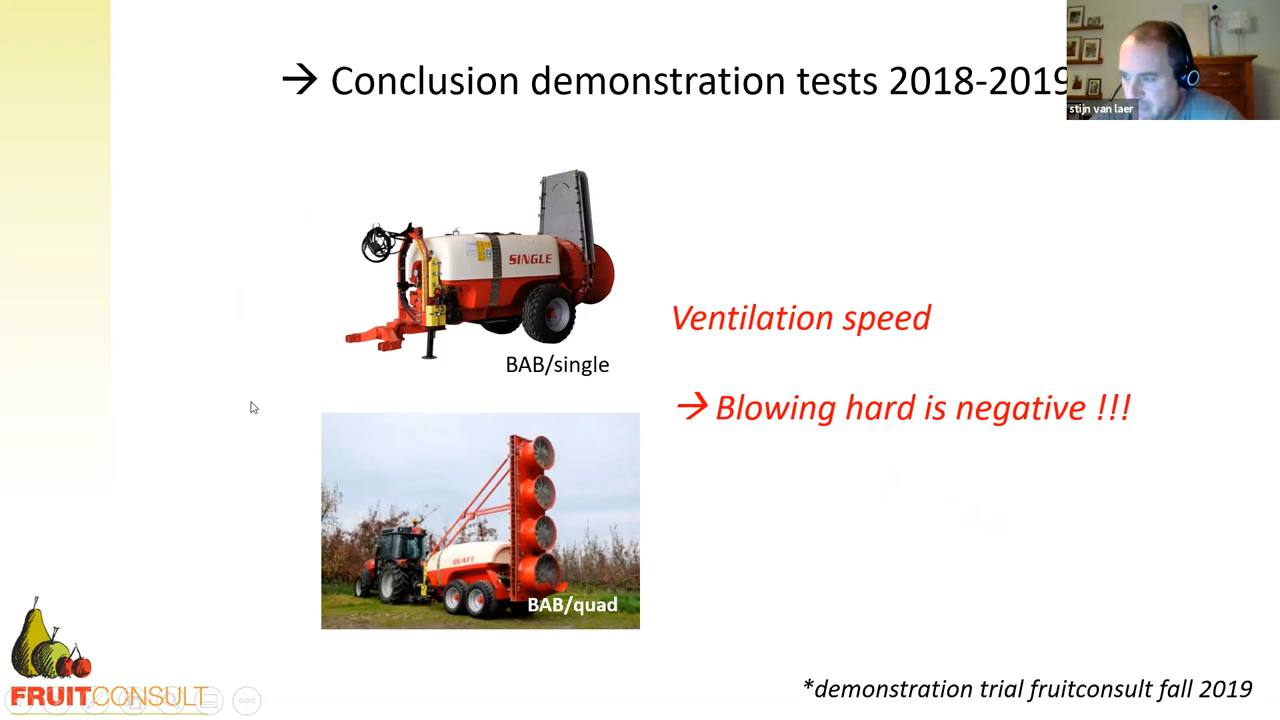 → Conclusion demonstration tests 2018-2019
stijn van laer
SINGLE
BAB/single
Ventilation speed
→ Blowing hard is negative !!!
BAB/quad
FRUITCONSULT
*demonstration trial fruitconsult fall 2019